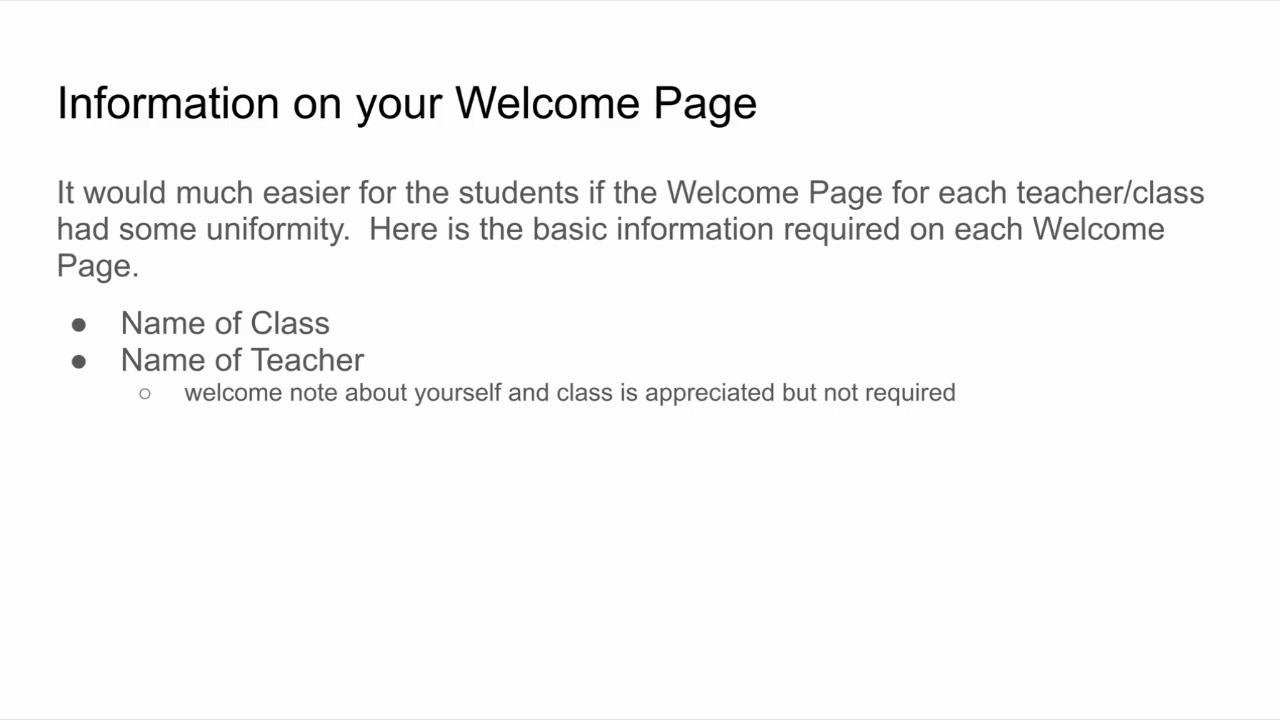 Information on your Welcome Page
It would much easier for the students if the Welcome Page for each teacher/class
had some uniformity.  Here is the basic information required on each Welcome
Page.
● Name of Class
● Name of Teacher
○ welcome note about yourself and class is appreciated but not required